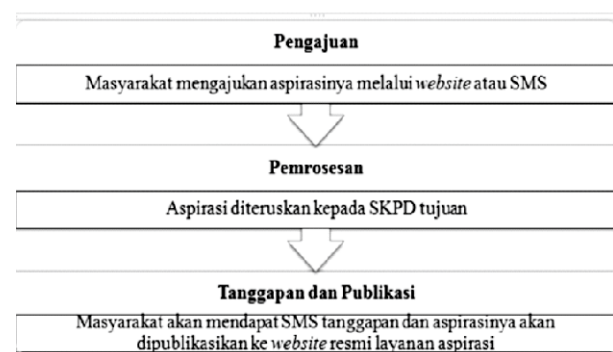 Pengajuan
Masyarakat mengajukan aspirasinya melalui website atau SMS
Pemrosesan
Aspirasi diteruskan kepada SKPD tujuan
Tanggapan dan Publikasi
Masyarakat akan mendapat SMS tanggapan dan aspirasinya akan
dipublikasikan ke website resmi layanan aspirasi